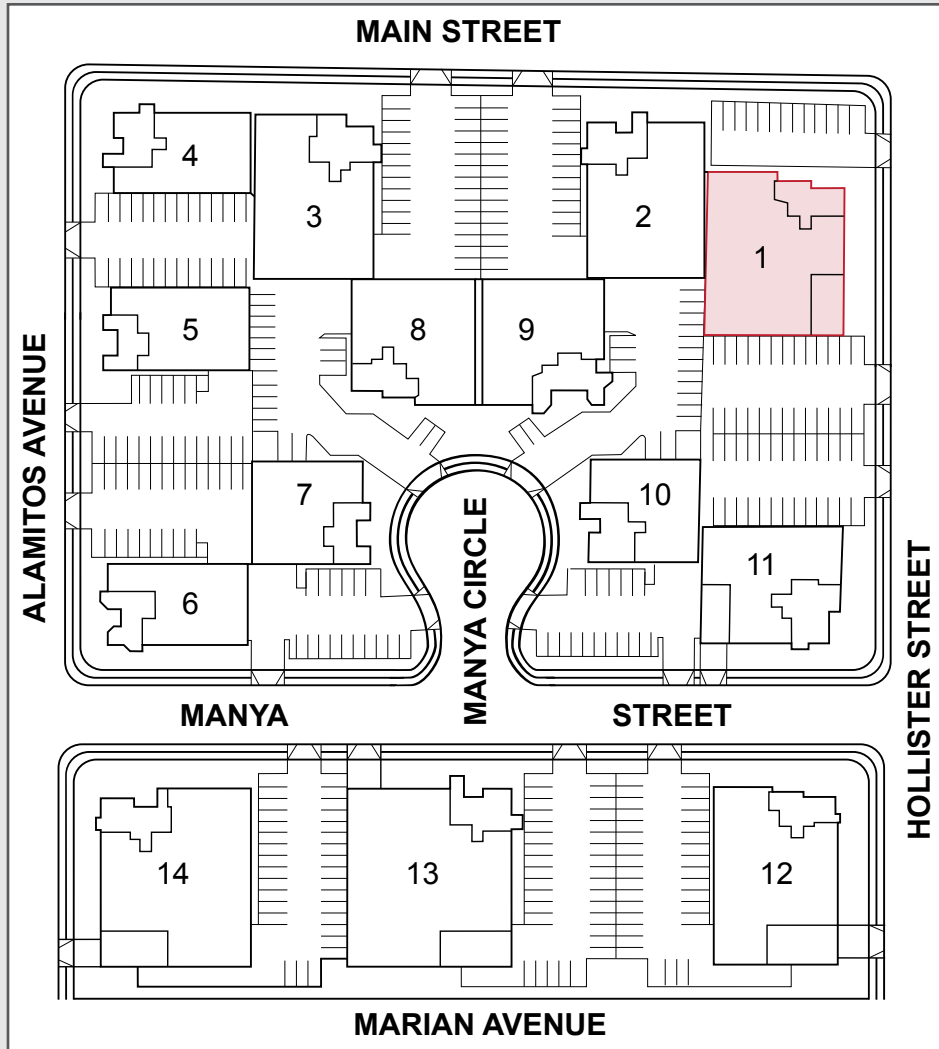 MAIN STREET
4
3
2
1
5
8
9
ALAMITOS AVENUE
7
10
MANYA CIRCLE
11
6
HOLLISTER STREET
MANYA STREET
14
13
12
MARIAN AVENUE